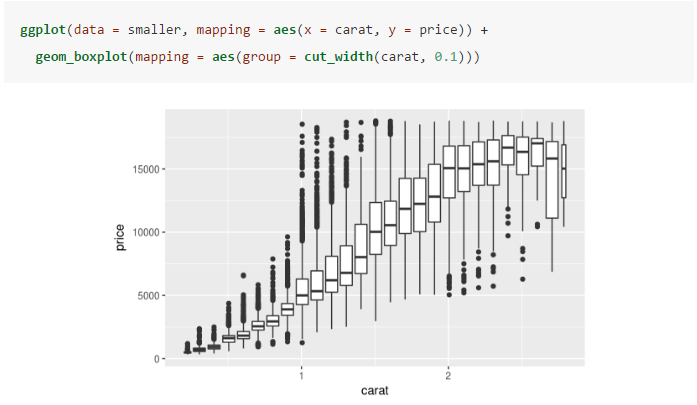 ggplot(data = smaller, mapping = aes(x = carat, y = price)) +
  geom_boxplot(mapping = aes(group = cut_width(carat, 0.1)))
15000
10000
price
5000
0
1 2
carat